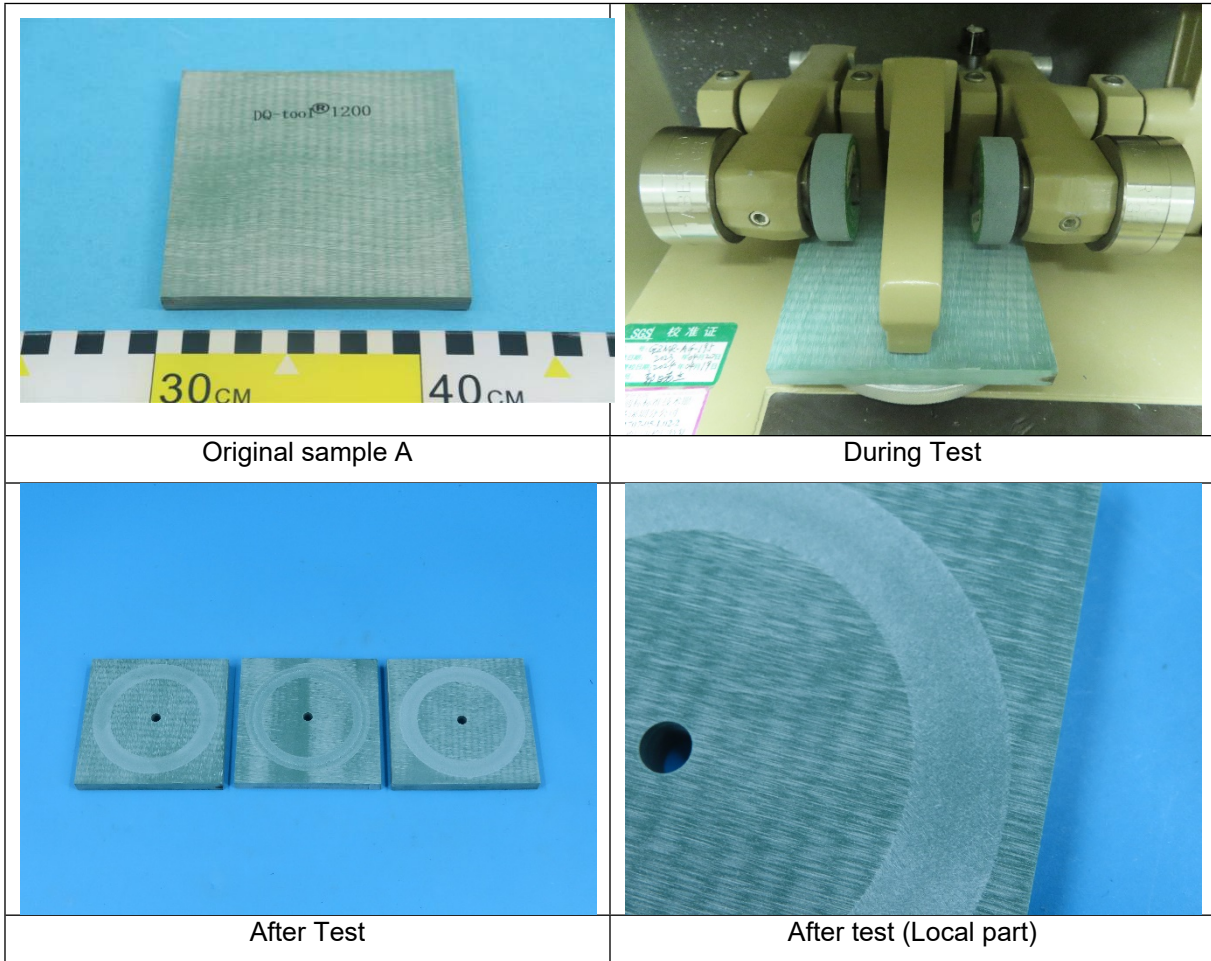 DQ-tool®1200
30CM
40CM
SGS 校准证
Original sample A
During Test
After Test
After test (Local part)